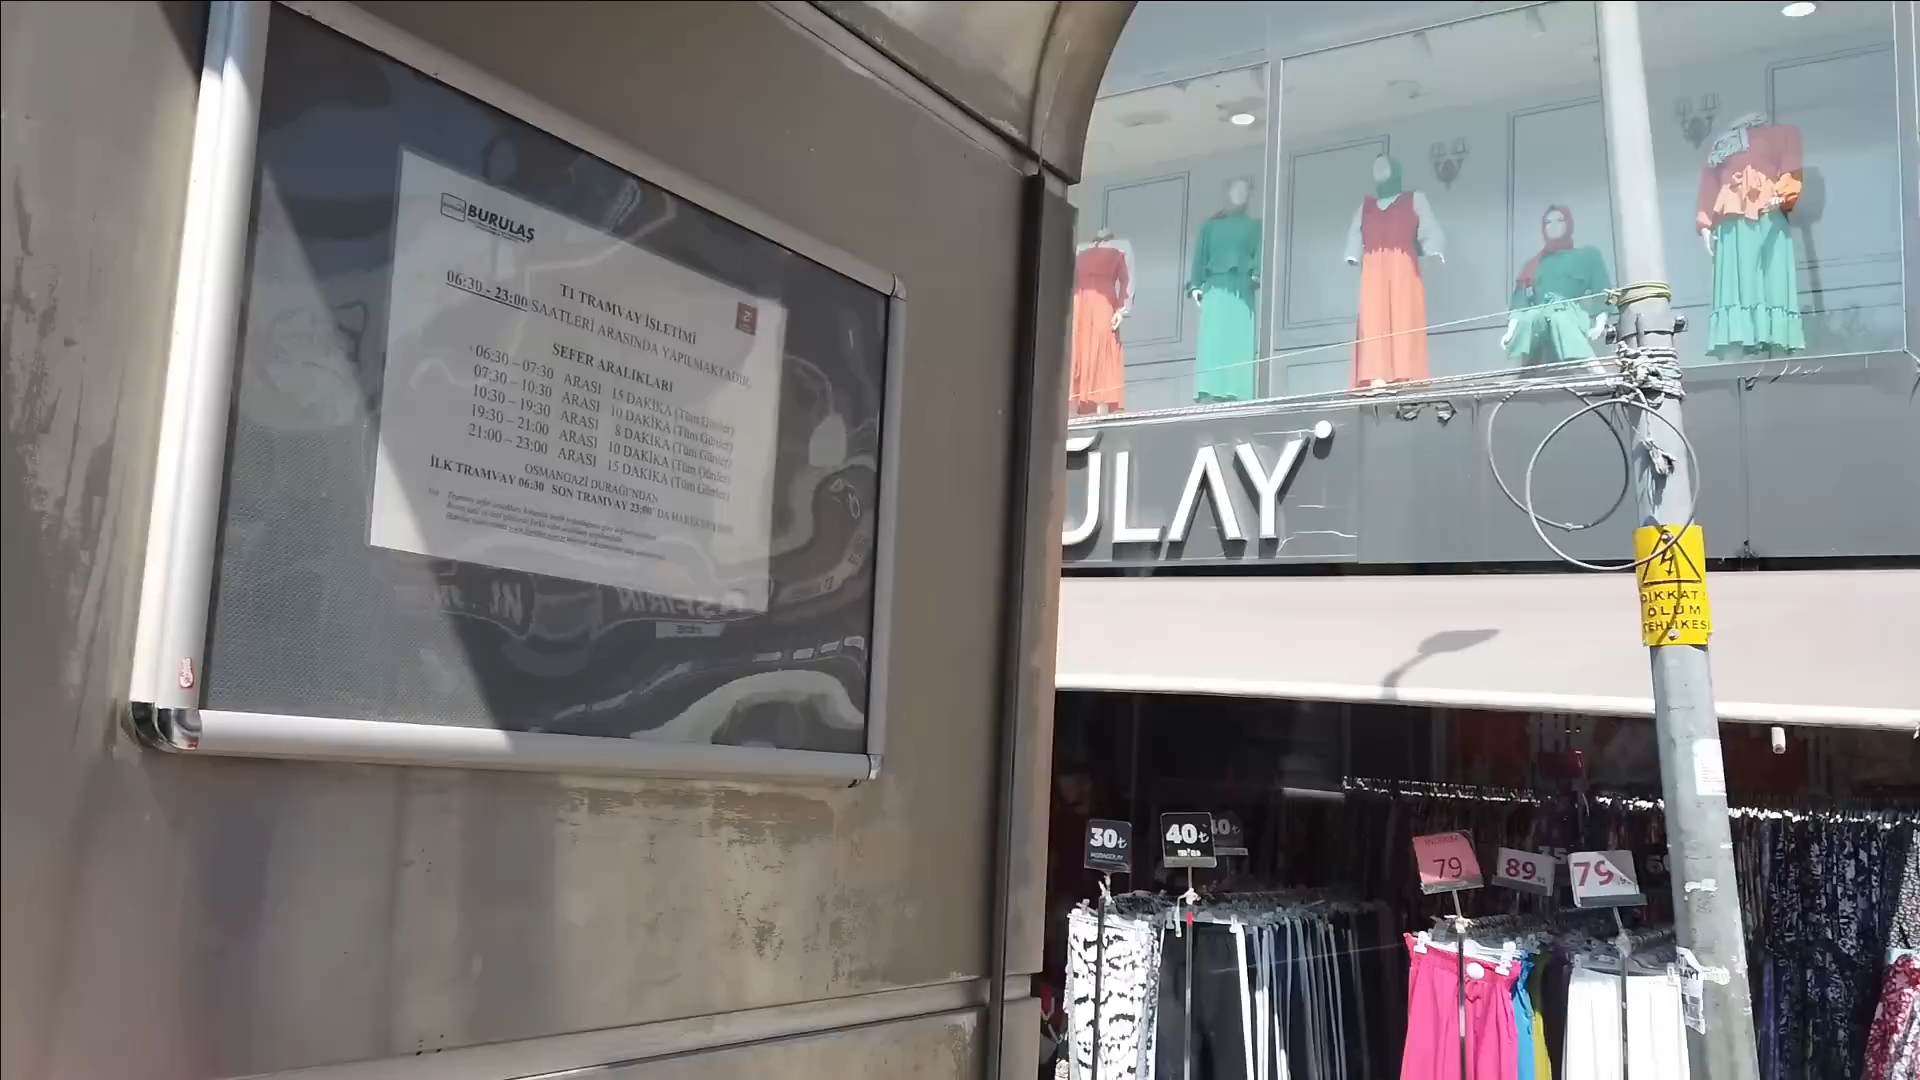 BURULAŞ
T1 TRAMVAY İŞLETİMİ
06:30 - 23:00 SAATLERİ ARASINDA YAPILMAKTADIR.
SEFER ARALIKLARI
06:30 – 07:30 ARASI 15 DAKİKA (Tüm Günler)
07:30 – 10:30 ARASI 10 DAKİKA (Tüm Günler)
10:30 – 19:30 ARASI 8 DAKİKA (Tüm Günler)
19:30 – 21:00 ARASI 10 DAKİKA (Tüm Günler)
21:00 – 23:00 ARASI 15 DAKİKA (Tüm Günler)
OSMANGAZİ DURAĞINDAN
İLK TRAMVAY 06:30 SON TRAMVAY 23:00' DA
ÜLAY
DİKKAT
ÖLÜM
TEHLİKESİ
30₺
40₺
40₺
79
89
79